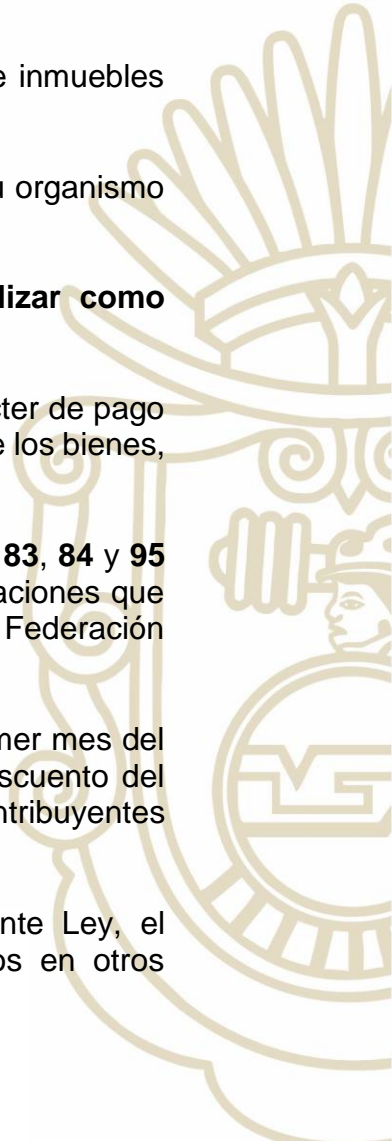 e inmuebles
u organismo
lizar como
cter de pago
e los bienes,
83, 84 y 95
aciones que
Federación
mer mes del
scuento del
ntribuyentes
nte Ley, el
os en otros